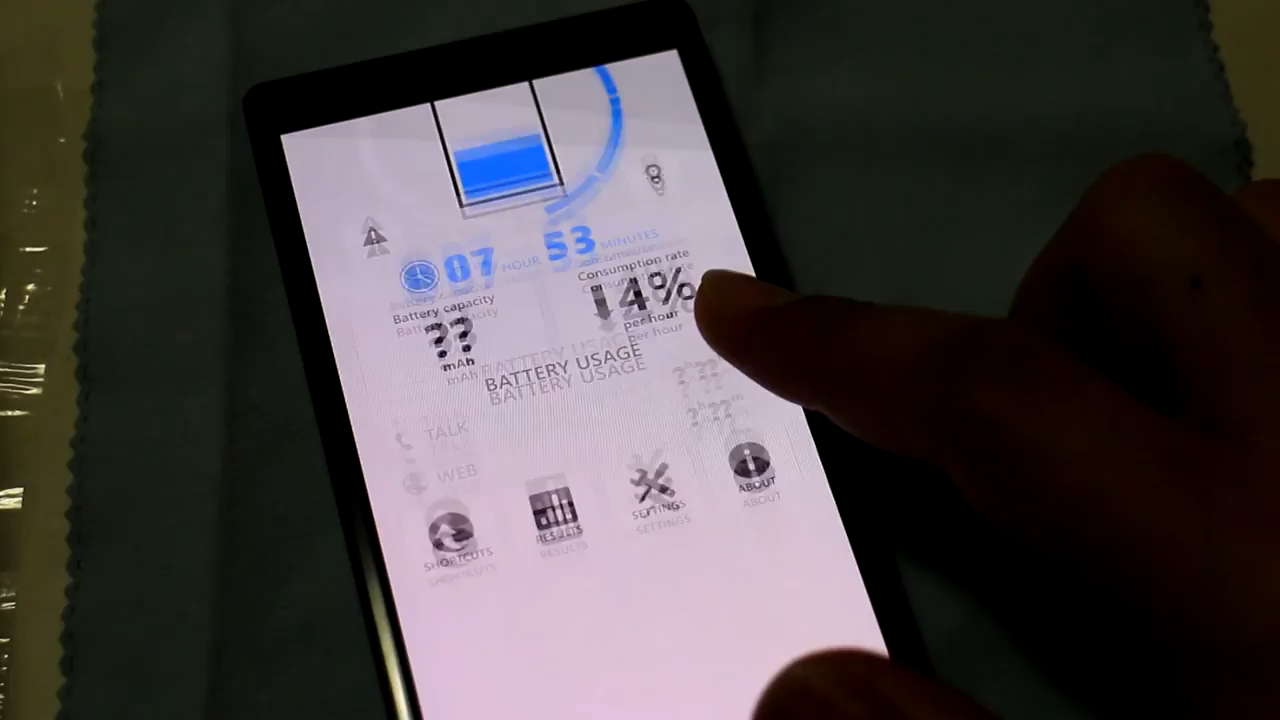 07 HOUR 53 MINUTES
Battery capacity
Consumption rate
?? mAh
4% per hour
BATTERY USAGE
TALK
WEB
SHORTCUTS
RESULTS
SETTINGS
ABOUT